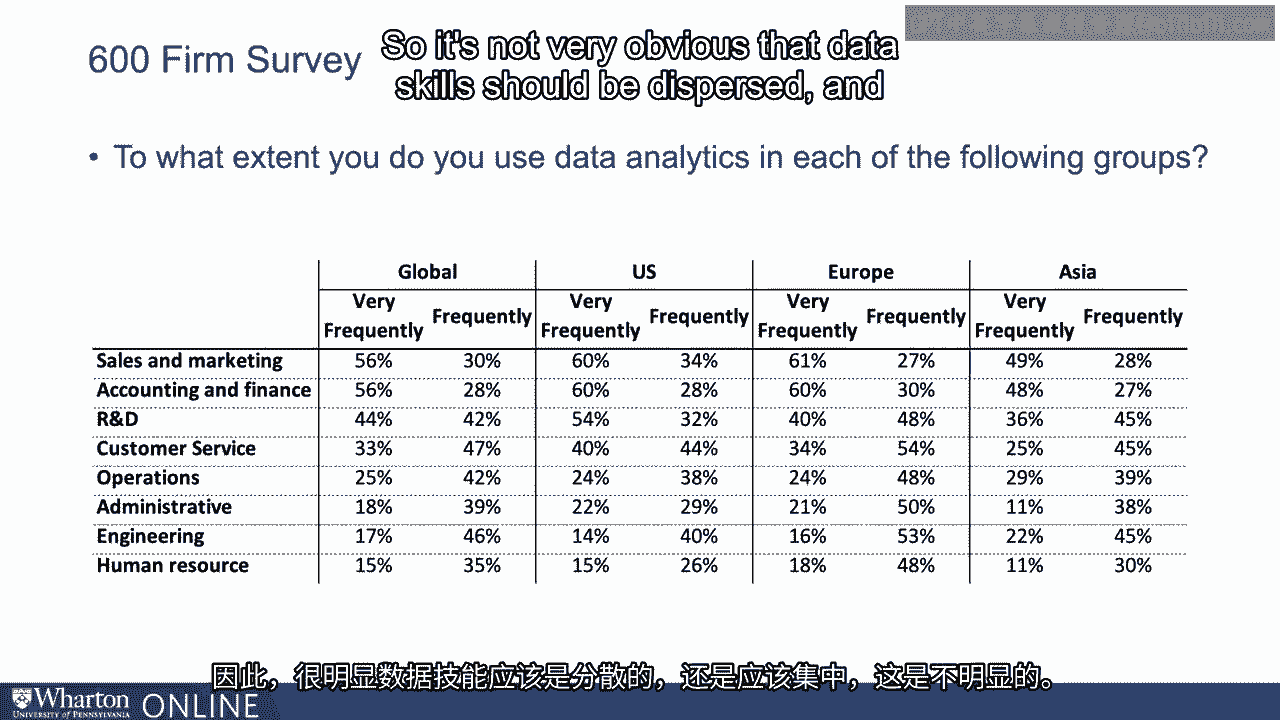 600 Firm Survey
So it's not very obvious that data
skills should be dispersed, and
• To what extent you do you use data analytics in each of the following groups?
Global US Europe Asia
Very Frequently Frequently Very Frequently Frequently Very Frequently Frequently Very Frequently Frequently
Sales and marketing 56% 30% 60% 34% 61% 27% 49% 28%
Accounting and finance 56% 28% 60% 28% 60% 30% 48% 27%
R&D 44% 42% 54% 32% 40% 48% 36% 45%
Customer Service 33% 47% 40% 44% 34% 54% 25% 45%
Operations 25% 42% 24% 38% 24% 48% 29% 39%
Administrative 18% 39% 22% 29% 21% 50% 11% 38%
Engineering 17% 46% 14% 40% 16% 53% 22% 45%
Human resource 15% 35% 15% 26% 18% 48% 11% 30%
因此，很明显数据技能应该是分散的，还是应该集中，这是不明显的。
Wharton ONLINE
UNIVERSITY of PENNSYLVANIA